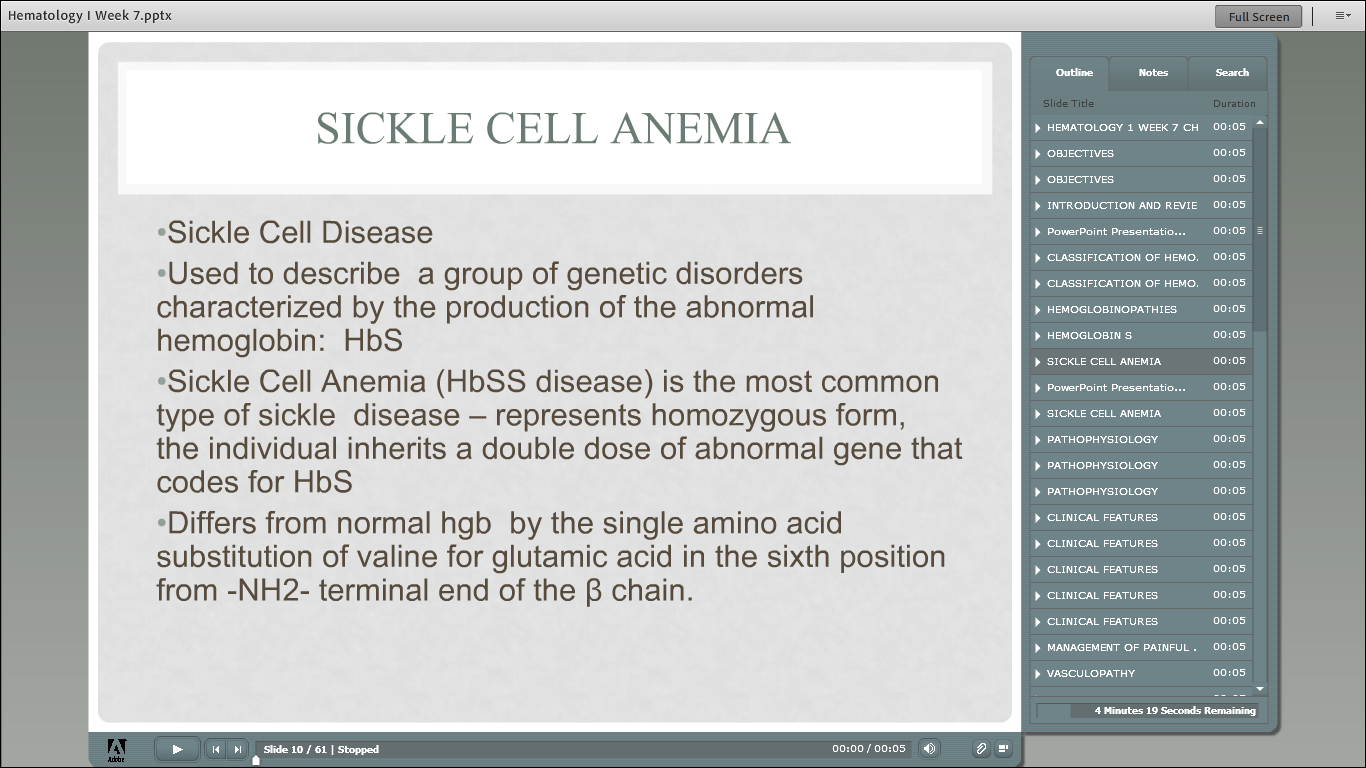 Hematology I Week 7.pptx
Full Screen
SICKLE CELL ANEMIA
•Sickle Cell Disease
•Used to describe  a group of genetic disorders
characterized by the production of the abnormal
hemoglobin:  HbS
•Sickle Cell Anemia (HbSS disease) is the most common
type of sickle  disease – represents homozygous form,
the individual inherits a double dose of abnormal gene that
codes for HbS
•Differs from normal hgb  by the single amino acid
substitution of valine for glutamic acid in the sixth position
from -NH2- terminal end of the β chain.
Outline Notes Search
Slide Title Duration
HEMATOLOGY 1 WEEK 7 CH 00:05
OBJECTIVES 00:05
OBJECTIVES 00:05
INTRODUCTION AND REVIE 00:05
PowerPoint Presentatio... 00:05
CLASSIFICATION OF HEMO. 00:05
CLASSIFICATION OF HEMO. 00:05
HEMOGLOBINOPATHIES 00:05
HEMOGLOBIN S 00:05
SICKLE CELL ANEMIA 00:05
PowerPoint Presentatio... 00:05
SICKLE CELL ANEMIA 00:05
PATHOPHYSIOLOGY 00:05
PATHOPHYSIOLOGY 00:05
PATHOPHYSIOLOGY 00:05
CLINICAL FEATURES 00:05
CLINICAL FEATURES 00:05
CLINICAL FEATURES 00:05
CLINICAL FEATURES 00:05
CLINICAL FEATURES 00:05
MANAGEMENT OF PAINFUL . 00:05
VASCULOPATHY 00:05
4 Minutes 19 Seconds Remaining
Adobe
Slide 10 / 61 | Stopped 00:00 / 00:05